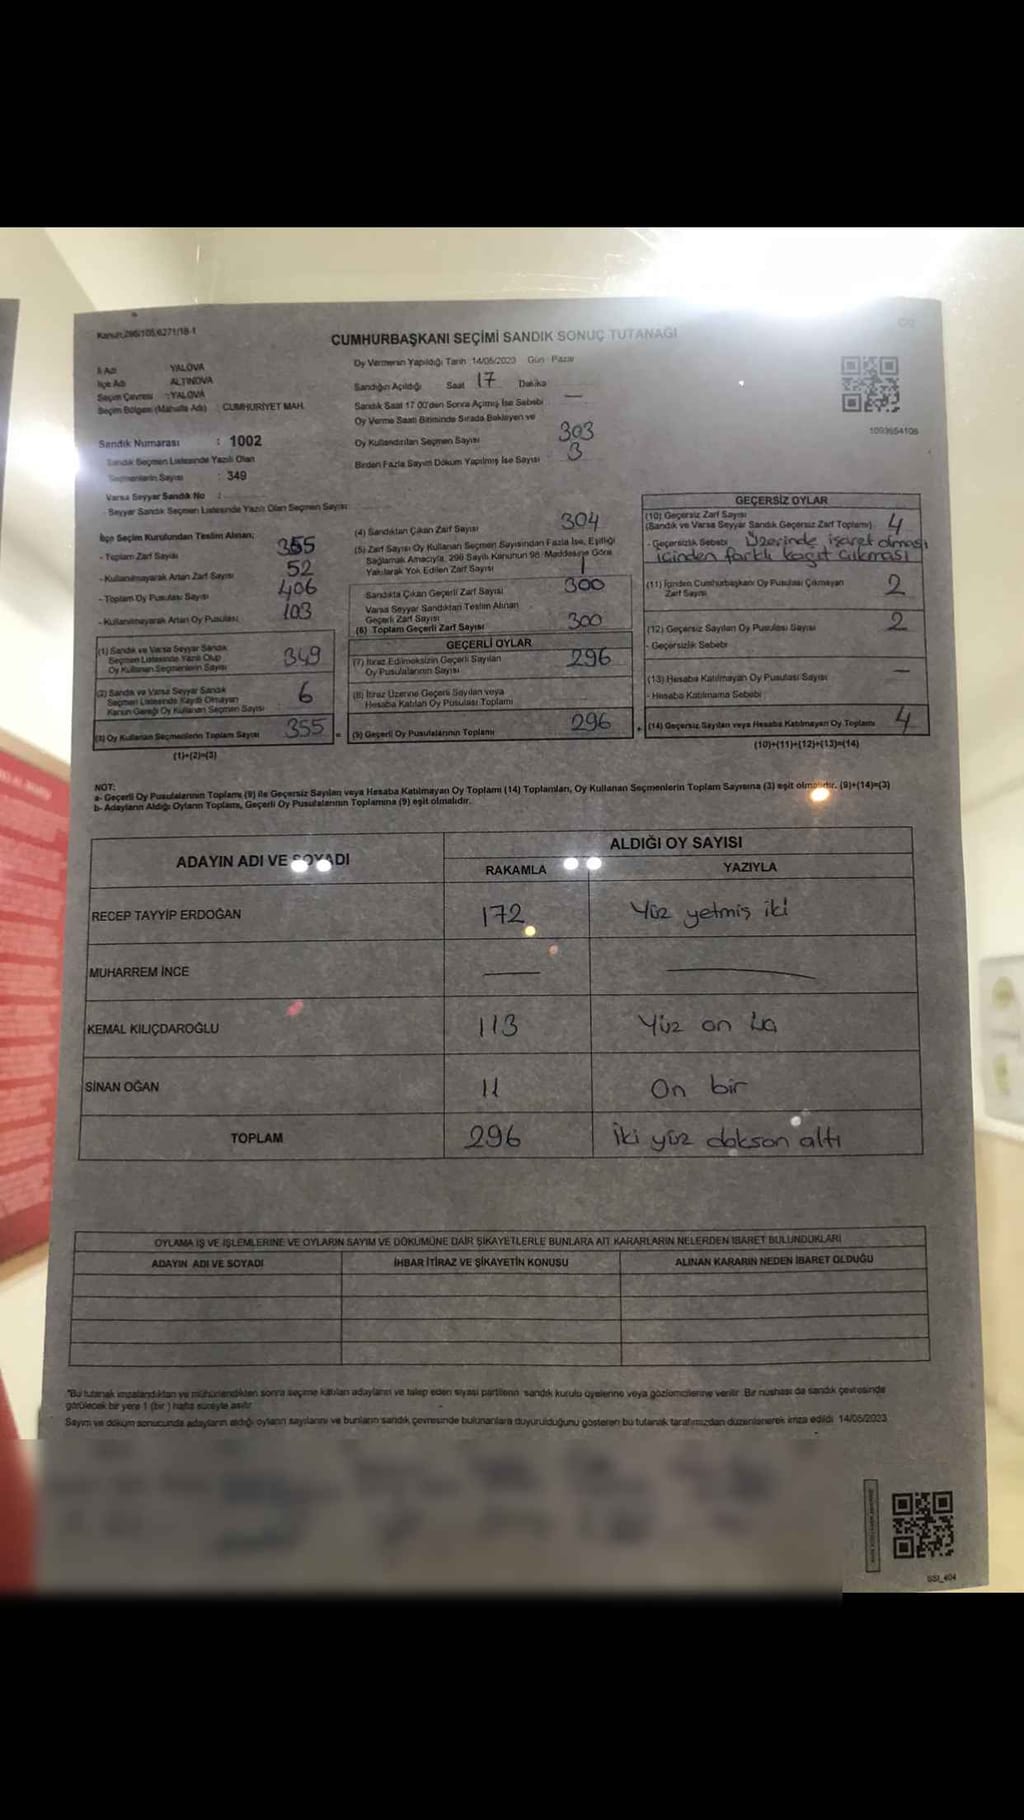 Kanun:296/105,6271/18-1
CUMHURBAŞKANI SEÇİMİ SANDIK SONUÇ TUTANAĞI
İl Adı YALOVA
İlçe Adı ALTINOVA
Seçim Çevresi : YALOVA
Seçim Bölgesi (Mahalle Adı) : CUMHURİYET MAH.
Sandık Numarası : 1002
Sandık Seçmen Listesinde Yazılı Olan
Seçmenlerin Sayısı : 349
Varsa Seyyar Sandık No :
Seyyar Sandık Seçmen Listesinde Yazılı Olan Seçmen Sayısı
Oy Vermenin Yapıldığı Tarih 14/05/2023 Gün : Pazar
Sandığın Açıldığı Saat 17 Dakika
Sandık Saat 17.00'den Sonra Açılmış İse Sebebi —
Oy Verme Saati Bitiminde Sırada Bekleyen ve
Oy Kullandırılan Seçmen Sayısı 303
Birden Fazla Sayım Döküm Yapılmış İse Sayısı 3
1093654106
İlçe Seçim Kurulundan Teslim Alınan;
- Toplam Zarf Sayısı 355
- Kullanılmayarak Artan Zarf Sayısı 52
- Toplam Oy Pusulası Sayısı 406
- Kullanılmayarak Artan Oy Pusulası 103
(1) Sandık ve Varsa Seyyar Sandık
Seçmen Listesinde Yazılı Olup
Oy Kullanan Seçmenlerin Sayısı 349
(2) Sandık ve Varsa Seyyar Sandık
Seçmen Listesinde Kayıtlı Olmayan
Kanun Gereği Oy Kullanan Seçmen Sayısı 6
(3) Oy Kullanan Seçmenlerin Toplam Sayısı 355
(1)+(2)=(3)
(4) Sandıktan Çıkan Zarf Sayısı 304
(5) Zarf Sayısı Oy Kullanan Seçmen Sayısından Fazla İse, Eşitliği
Sağlamak Amacıyla, 298 Sayılı Kanunun 98. Maddesine Göre
Yakılarak Yok Edilen Zarf Sayısı 1
Sandıkta Çıkan Geçerli Zarf Sayısı 300
Varsa Seyyar Sandıktan Teslim Alınan
Geçerli Zarf Sayısı
(6) Toplam Geçerli Zarf Sayısı 300
GEÇERLİ OYLAR
(7) İtiraz Edilmeksizin Geçerli Sayılan
Oy Pusulalarının Sayısı 296
(8) İtiraz Üzerine Geçerli Sayılan veya
Hesaba Katılan Oy Pusulası Toplamı
(9) Geçerli Oy Pusulalarının Toplamı 296
GEÇERSİZ OYLAR
(10) Geçersiz Zarf Sayısı
(Sandık ve Varsa Seyyar Sandık Geçersiz Zarf Toplamı) 4
- Geçersizlik Sebebi Üzerinde işaret olması
içinden farklı kağıt çıkması
(11) İçinden Cumhurbaşkanı Oy Pusulası Çıkmayan
Zarf Sayısı 2
(12) Geçersiz Sayılan Oy Pusulası Sayısı 2
- Geçersizlik Sebebi
(13) Hesaba Katılmayan Oy Pusulası Sayısı —
- Hesaba Katılmama Sebebi
(14) Geçersiz Sayılan veya Hesaba Katılmayan Oy Toplamı 4
(10)+(11)+(12)+(13)=(14)
NOT:
a- Geçerli Oy Pusulalarının Toplamı (9) ile Geçersiz Sayılan veya Hesaba Katılmayan Oy Toplamı (14) Toplamları, Oy Kullanan Seçmenlerin Toplam Sayısına (3) eşit olmalıdır. (9)+(14)=(3)
b- Adayların Aldığı Oyların Toplamı, Geçerli Oy Pusulalarının Toplamına (9) eşit olmalıdır.
ADAYIN ADI VE SOYADI
ALDIĞI OY SAYISI
RAKAMLA YAZIYLA
RECEP TAYYİP ERDOĞAN 172 Yüz yetmiş iki
MUHARREM İNCE — —
KEMAL KILIÇDAROĞLU 113 Yüz on
SİNAN OĞAN 11 On bir
TOPLAM 296 İki yüz doksan altı
OYLAMA İŞ VE İŞLEMLERİNE VE OYLARIN SAYIM VE DÖKÜMÜNE DAİR ŞİKAYETLERLE BUNLARA AİT KARARLARIN NELERDEN İBARET BULUNDUKLARI
ADAYIN ADI VE SOYADI İHBAR İTİRAZ VE ŞİKAYETİN KONUSU ALINAN KARARIN NEDEN İBARET OLDUĞU
"Bu tutanak imzalandıktan ve mühürlendikten sonra seçime katılan adayların ve talep eden siyasi partilerin sandık kurulu üyelerine veya gözlemcilerine verilir. Bir nüshası da sandık çevresinde
görülecek bir yere 1 (bir) hafta süreyle asılır.
Sayım ve döküm sonucunda adayların aldığı oyların sayılarını ve bunların sandık çevresinde bulunanlara duyurulduğunu gösteren bu tutanak tarafımızdan düzenlenerek imza edildi. 14/05/2023
SSI_404